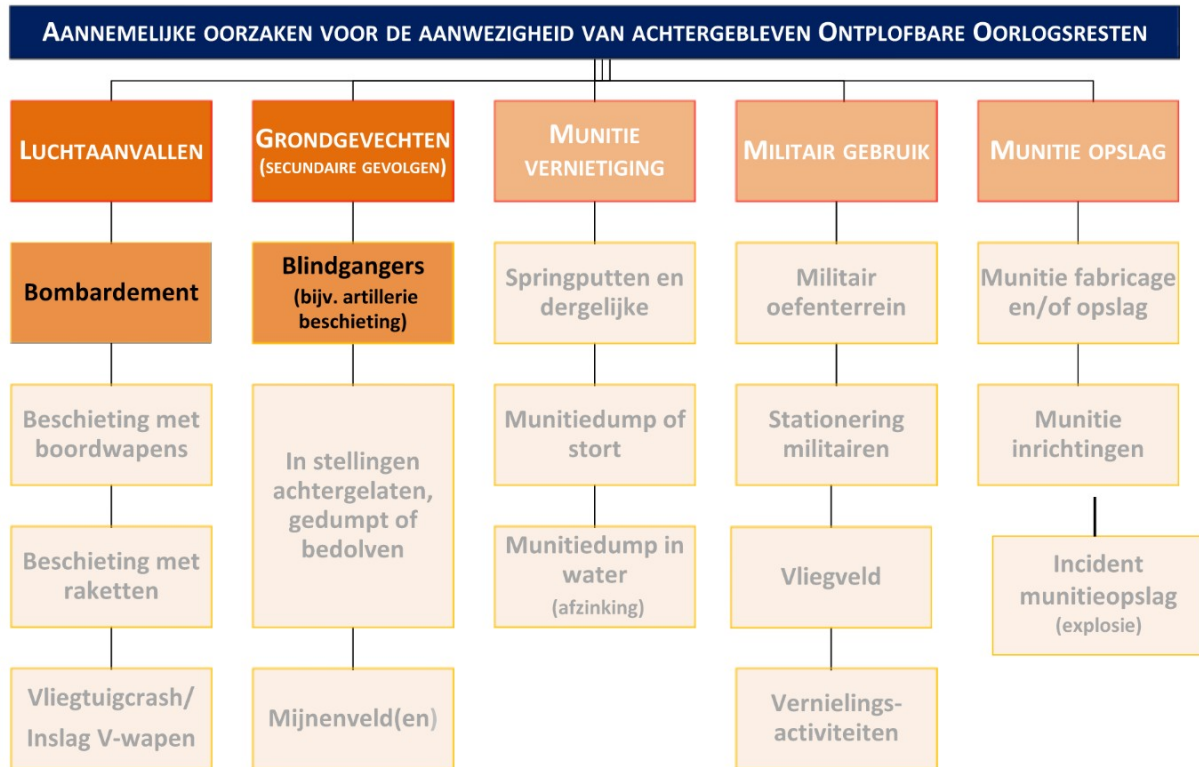 AANNEMELIJKE OORZAKEN VOOR DE AANWEZIGHEID VAN ACHTERGEBLEVEN ONTPLOFBARE OORLOGSRESTEN
LUCHTAANVALLEN
Bombardement
Beschieting met
boordwapens
Beschieting met
raketten
Vliegtuigcrash/
Inslag V-wapen
GRONDGEVECHTEN
(SECUNDAIRE GEVOLGEN)
Blindgangers
(bijv. artillerie
beschieting)
In stellingen
achtergelaten,
gedumpt of
bedolven
Mijnenveld(en)
MUNITIE
VERNIETIGING
Springputten en
dergelijke
Munitiedump of
stort
Munitiedump in
water
(afzinking)
MILITAIR GEBRUIK
Militair
oefenterrein
Stationering
militairen
Vliegveld
Vernielings-
activiteiten
MUNITIE OPSLAG
Munitie fabricage
en/of opslag
Munitie
inrichtingen
Incident
munitieopslag
(explosie)